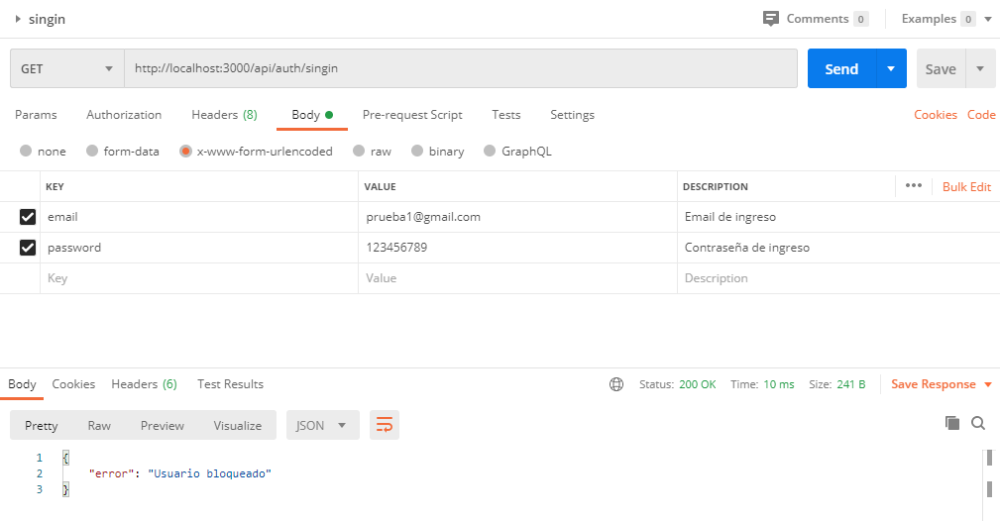 singin Comments 0 Examples 0
GET http://localhost:3000/api/auth/singin Send Save
Params Authorization Headers (8) Body Pre-request Script Tests Settings Cookies Code
none form-data x-www-form-urlencoded raw binary GraphQL
KEY VALUE DESCRIPTION ••• Bulk Edit
email prueba1@gmail.com Email de ingreso
password 123456789 Contraseña de ingreso
Key Value Description
Body Cookies Headers (6) Test Results Status: 200 OK Time: 10 ms Size: 241 B Save Response
Pretty Raw Preview Visualize JSON
1 {
2 "error": "Usuario bloqueado"
3 }